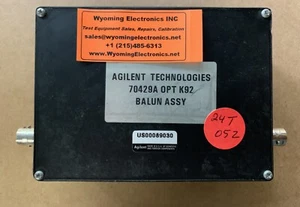 Wyoming Electronics INC
Test Equipment Sales, Repairs, Calibration
sales@wyomingelectronics.net
+1 (215)485-6313
WyomingElectronics.net
AGILENT TECHNOLOGIES
70429A OPT K92
BALUN ASSY
US00089030
Agilent
24T
052